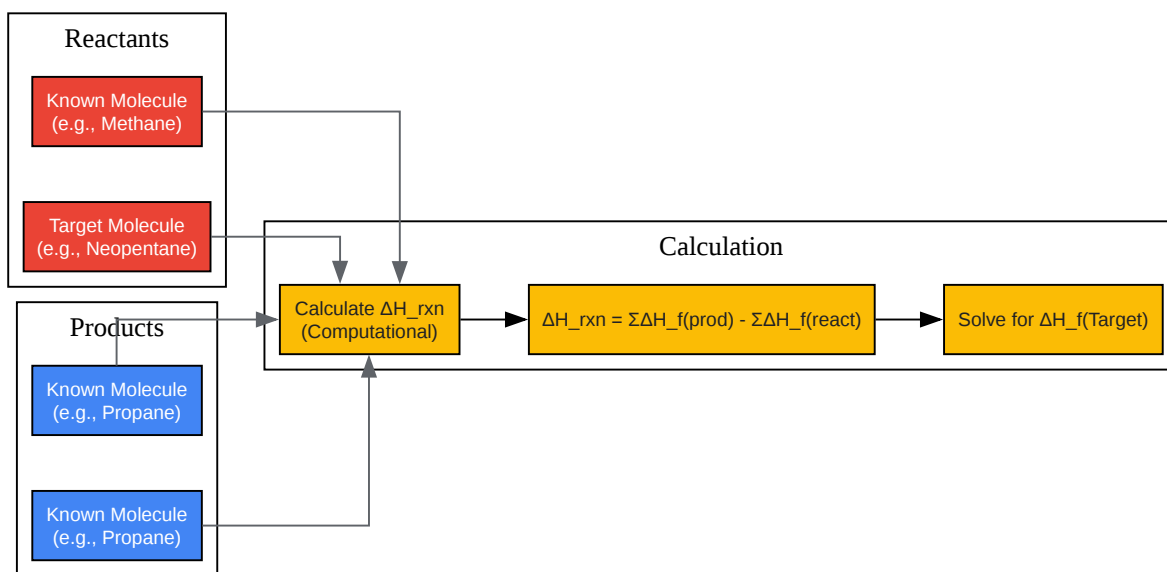 Reactants
Known Molecule
(e.g., Methane)
Target Molecule
(e.g., Neopentane)
Calculation
Calculate ΔH_rxn
(Computational)
ΔH_rxn = ΣΔH_f(prod) - ΣΔH_f(react)
Solve for ΔH_f(Target)
Products
Known Molecule
(e.g., Propane)
Known Molecule
(e.g., Propane)